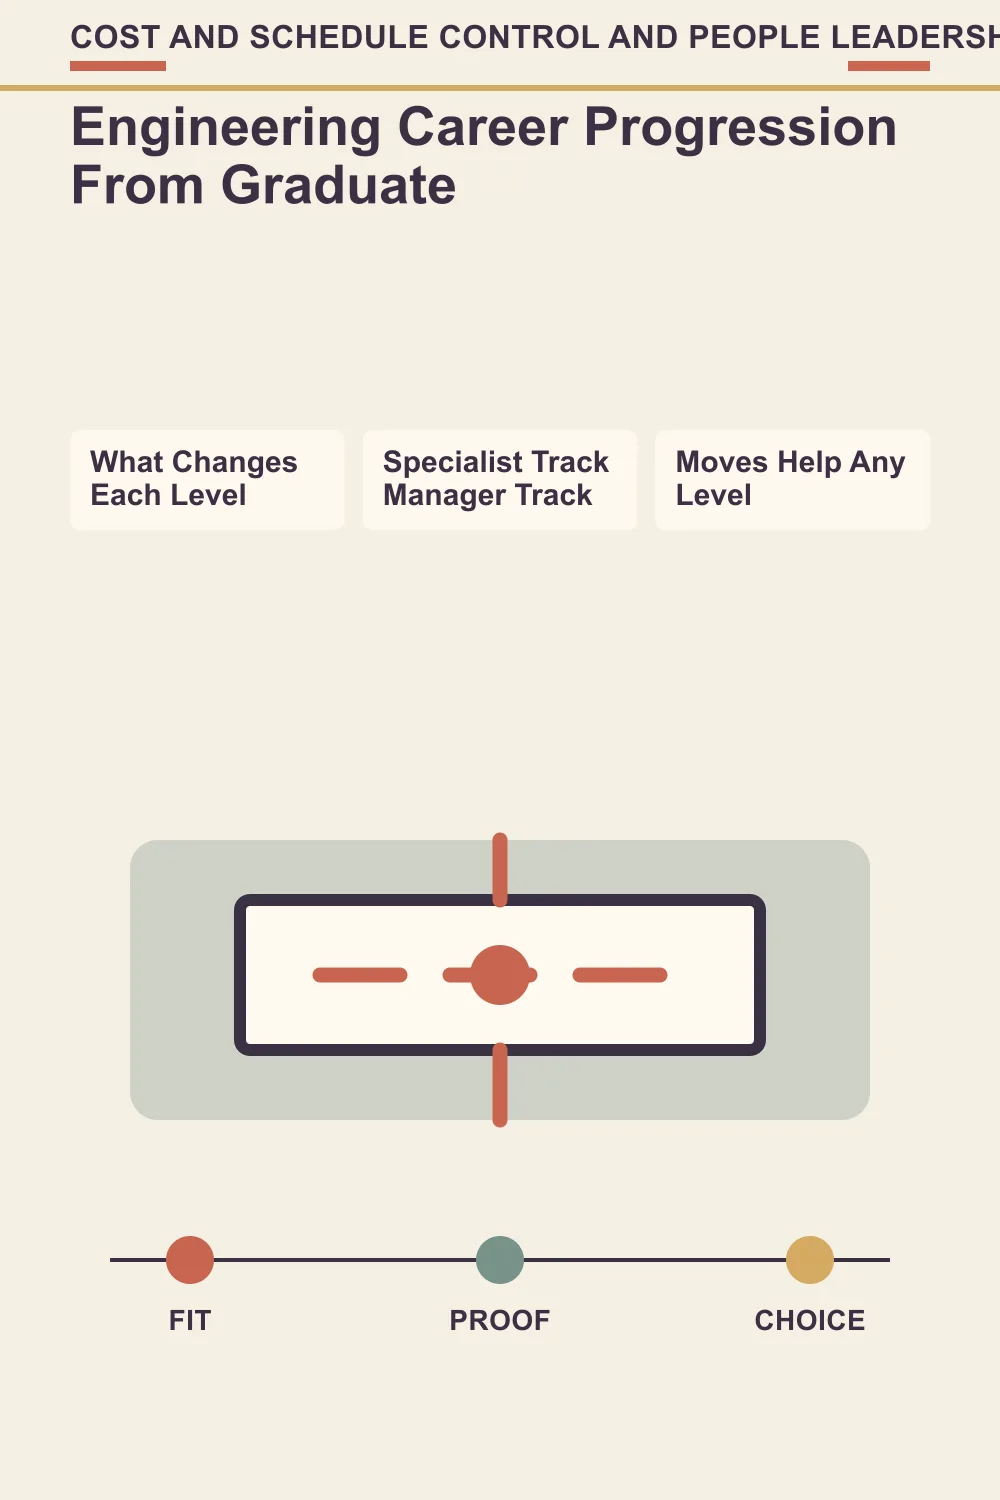 COST AND SCHEDULE CONTROL AND PEOPLE LEADERSH
Engineering Career Progression
From Graduate
What Changes
Each Level
Specialist Track
Manager Track
Moves Help Any
Level
FIT
PROOF
CHOICE